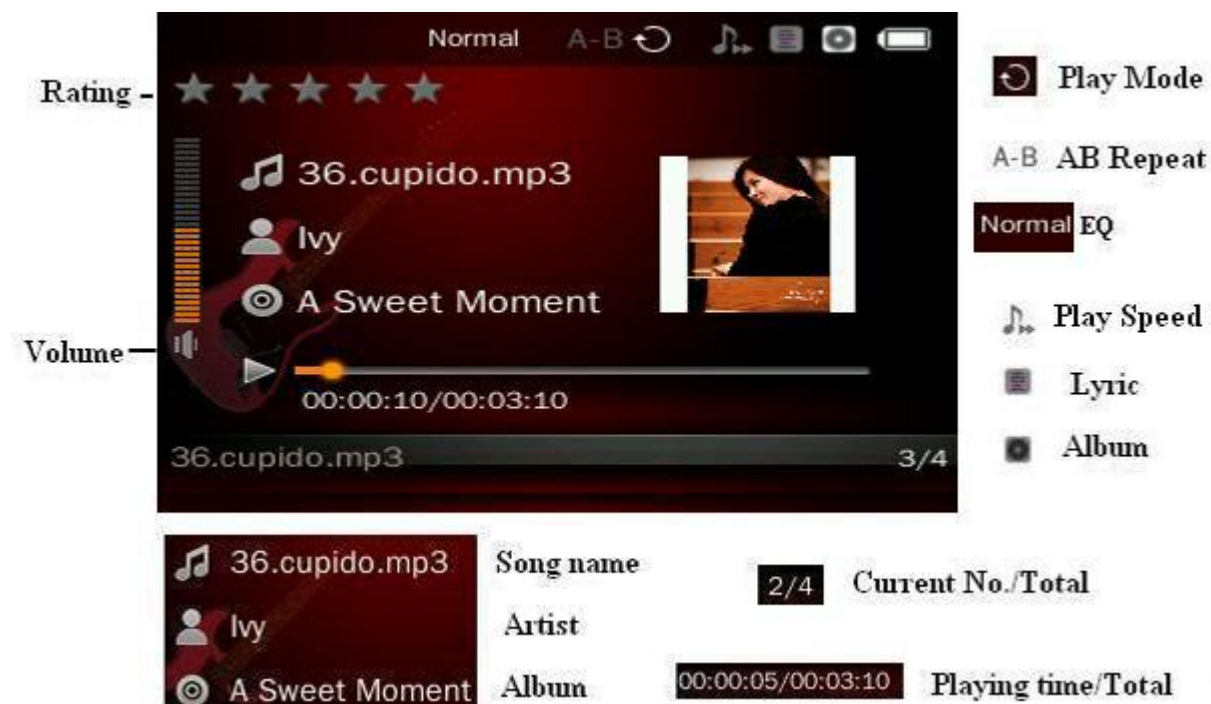 Normal A-B
Play Mode
Rating
36.cupido.mp3
A-B AB Repeat
Ivy
Normal EQ
A Sweet Moment
Play Speed
Volume
00:00:10/00:03:10
Lyric
36.cupido.mp3 3/4
Album
36.cupido.mp3 Song name
2/4 Current No./Total
Ivy Artist
A Sweet Moment Album
00:00:05/00:03:10 Playing time/Total